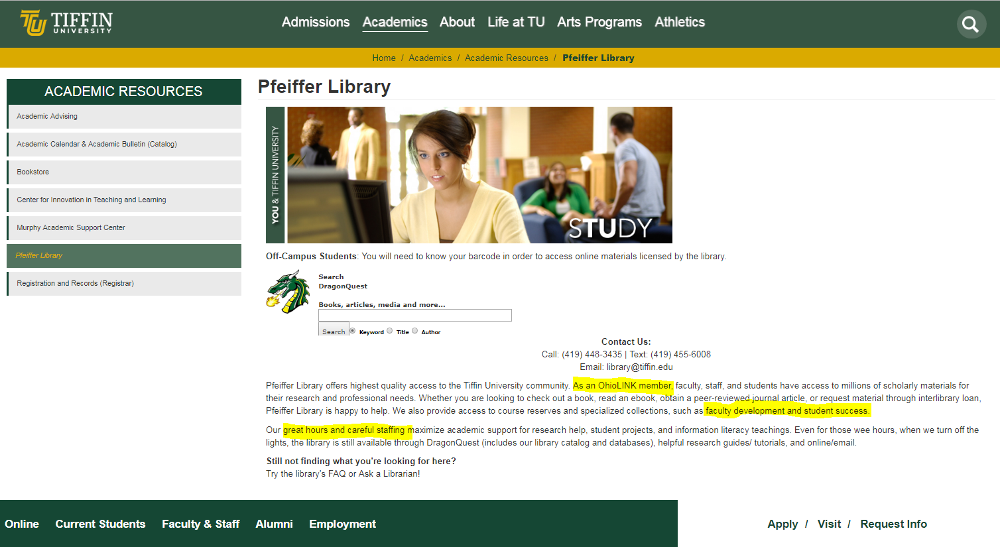 TU TIFFIN
UNIVERSITY
Admissions Academics About Life at TU Arts Programs Athletics
Home / Academics / Academic Resources / Pfeiffer Library
ACADEMIC RESOURCES
Academic Advising
Academic Calendar & Academic Bulletin (Catalog)
Bookstore
Center for Innovation in Teaching and Learning
Murphy Academic Support Center
Pfeiffer Library
Registration and Records (Registrar)
Pfeiffer Library
YOU & TIFFIN UNIVERSITY
STUDY
Off-Campus Students: You will need to know your barcode in order to access online materials licensed by the library.
Search
DragonQuest
Books, articles, media and more...
Search Keyword Title Author
Contact Us:
Call: (419) 448-3435 | Text: (419) 455-6008
Email: library@tiffin.edu
Pfeiffer Library offers highest quality access to the Tiffin University community. As an OhioLINK member, faculty, staff, and students have access to millions of scholarly materials for
their research and professional needs. Whether you are looking to check out a book, read an ebook, obtain a peer-reviewed journal article, or request material through interlibrary loan,
Pfeiffer Library is happy to help. We also provide access to course reserves and specialized collections, such as faculty development and student success.
Our great hours and careful staffing maximize academic support for research help, student projects, and information literacy teachings. Even for those wee hours, when we turn off the
lights, the library is still available through DragonQuest (includes our library catalog and databases), helpful research guides/ tutorials, and online/email.
Still not finding what you're looking for here?
Try the library's FAQ or Ask a Librarian!
Online Current Students Faculty & Staff Alumni Employment
Apply / Visit / Request Info